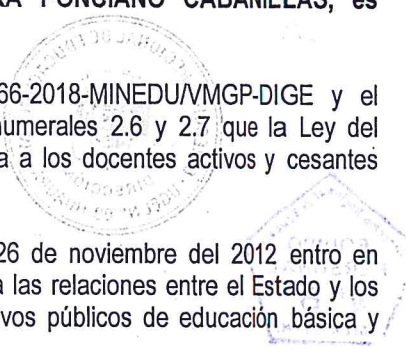 RA PONCIANO CABANILLAS, es
66-2018-MINEDU/VMGP-DIGE y el
numerales 2.6 y 2.7 que la Ley del
a a los docentes activos y cesantes
26 de noviembre del 2012 entro en
a las relaciones entre el Estado y los
vos públicos de educación básica y